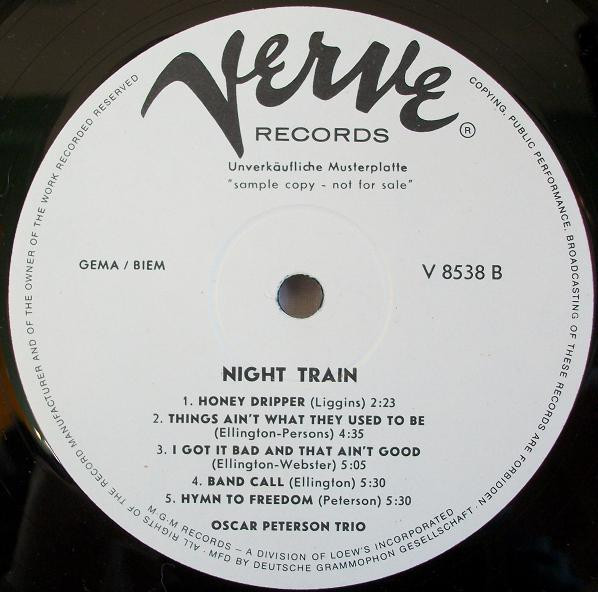 Verve
RECORDS ®
Unverkäufliche Musterplatte
"sample copy - not for sale"
GEMA / BIEM
V 8538 B
NIGHT TRAIN
1. HONEY DRIPPER (Liggins) 2:23
2. THINGS AIN'T WHAT THEY USED TO BE
(Ellington-Persons) 4:35
3. I GOT IT BAD AND THAT AIN'T GOOD
(Ellington-Webster) 5:05
4. BAND CALL (Ellington) 5:30
5. HYMN TO FREEDOM (Peterson) 5:30
OSCAR PETERSON TRIO
M.G.M RECORDS – A DIVISION OF LOEW'S INCORPORATED
ALL RIGHTS OF THE RECORD MANUFACTURER AND OF THE OWNER OF THE WORK RECORDED RESERVED
COPYING, PUBLIC PERFORMANCE, BROADCASTING OF THESE RECORDS ARE FORBIDDEN
· MFD BY DEUTSCHE GRAMMOPHON GESELLSCHAFT ·